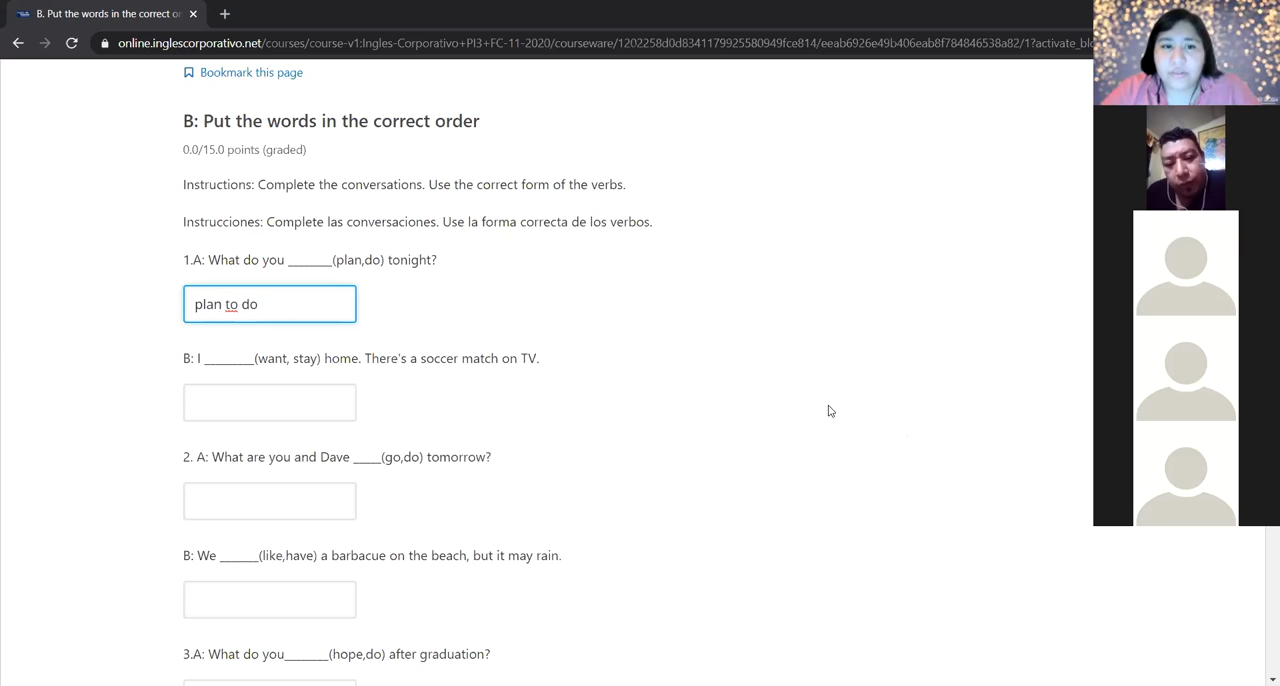 B. Put the words in the correct or
online.inglescorporativo.net/courses/course-v1:Ingles-Corporativo+PI3+FC-11-2020/courseware/1202258d0d8341179925580949fce814/eeab6926e49b406eab8f784846538a82/1?activate_blo
Bookmark this page
B: Put the words in the correct order
0.0/15.0 points (graded)
Instructions: Complete the conversations. Use the correct form of the verbs.
Instrucciones: Complete las conversaciones. Use la forma correcta de los verbos.
1.A: What do you _______(plan,do) tonight?
plan to do
B: I ________(want, stay) home. There's a soccer match on TV.
2. A: What are you and Dave _____(go,do) tomorrow?
B: We ______(like,have) a barbacue on the beach, but it may rain.
3.A: What do you_______(hope,do) after graduation?